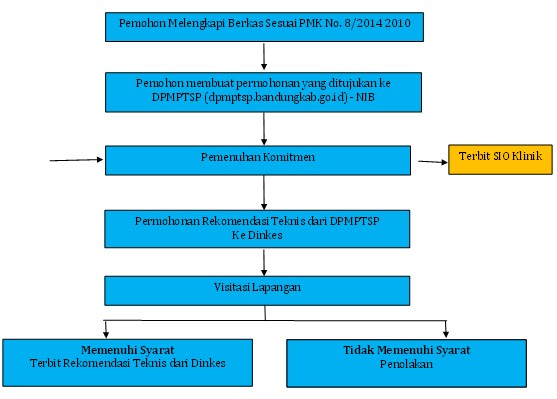 Pemohon Melengkapi Berkas Sesuai PMK No. 8/2014 2010
Pemohon membuat permohonan yang ditujukan ke
DPMPTSP (dpmptsp.bandungkab.go.id) - NIB
Pemenuhan Komitmen
Terbit SIO Klinik
Permohonan Rekomendasi Teknis dari DPMPTSP
Ke Dinkes
Visitasi Lapangan
Memenuhi Syarat
Terbit Rekomendasi Teknis dari Dinkes
Tidak Memenuhi Syarat
Penolakan